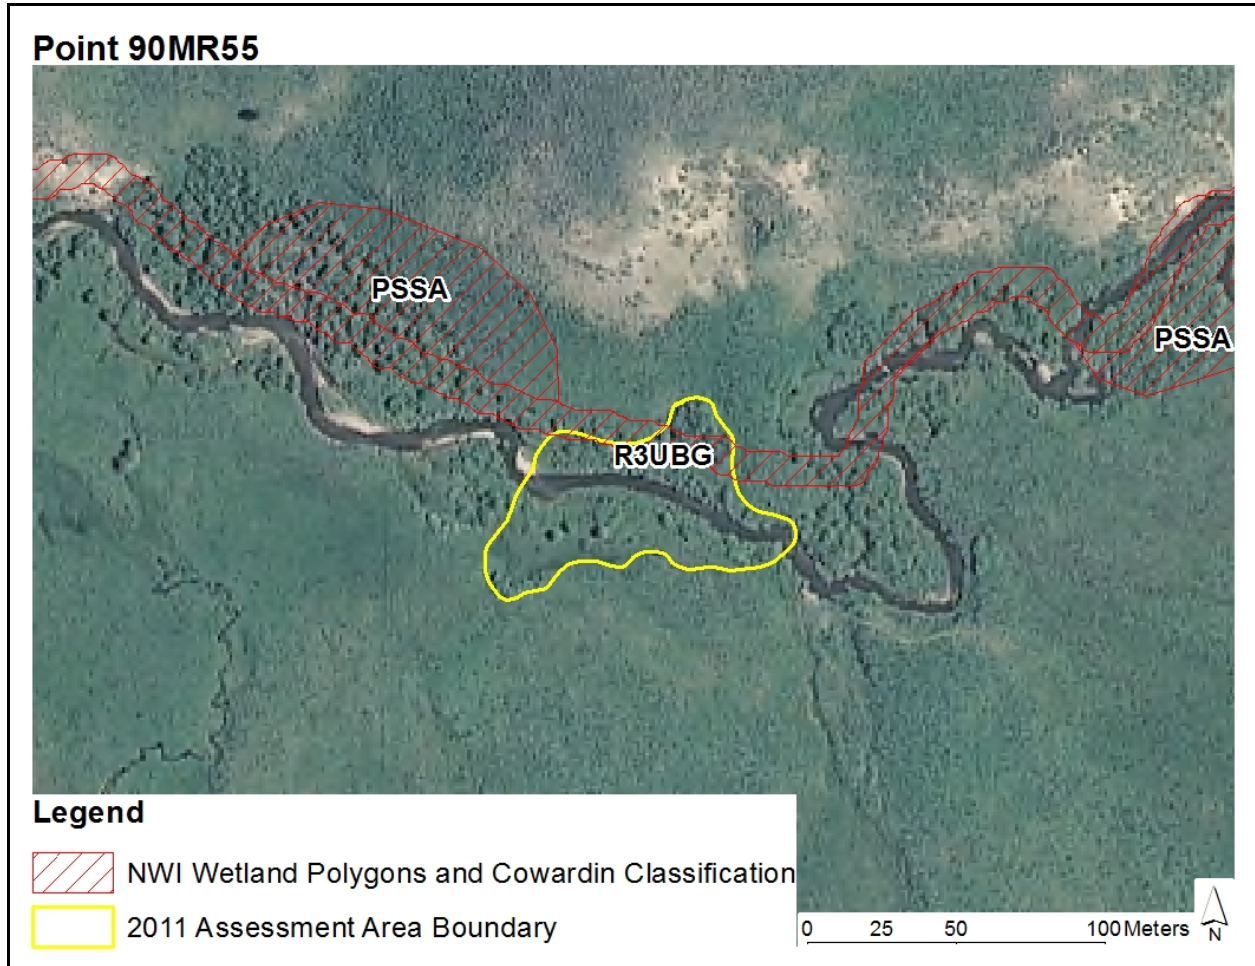 Point 90MR55
PSSA
PSSA
R3UBG
Legend
NWI Wetland Polygons and Cowardin Classification
2011 Assessment Area Boundary
0 25 50 100 Meters
N